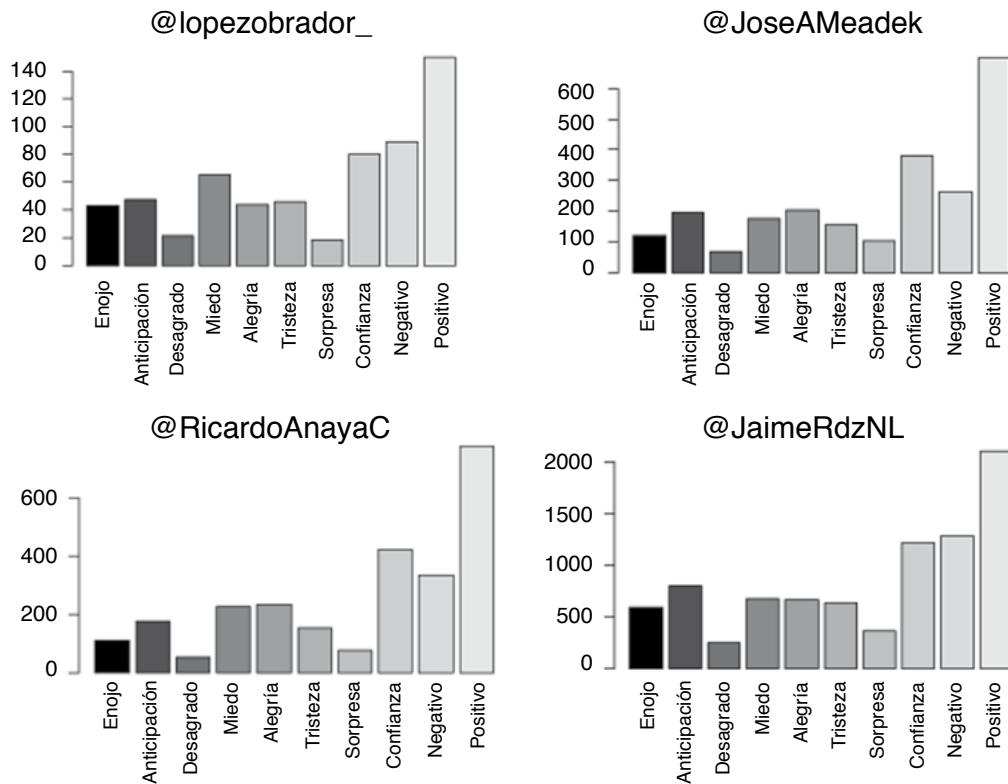 @lopezobrador_
140
120
100
80
60
40
20
0
Enojo
Anticipación
Desagrado
Miedo
Alegría
Tristeza
Sorpresa
Confianza
Negativo
Positivo
@JoseAMeadek
600
500
400
300
200
100
0
Enojo
Anticipación
Desagrado
Miedo
Alegría
Tristeza
Sorpresa
Confianza
Negativo
Positivo
@RicardoAnayaC
600
400
200
0
Enojo
Anticipación
Desagrado
Miedo
Alegría
Tristeza
Sorpresa
Confianza
Negativo
Positivo
@JaimeRdzNL
2000
1500
1000
500
0
Enojo
Anticipación
Desagrado
Miedo
Alegría
Tristeza
Sorpresa
Confianza
Negativo
Positivo